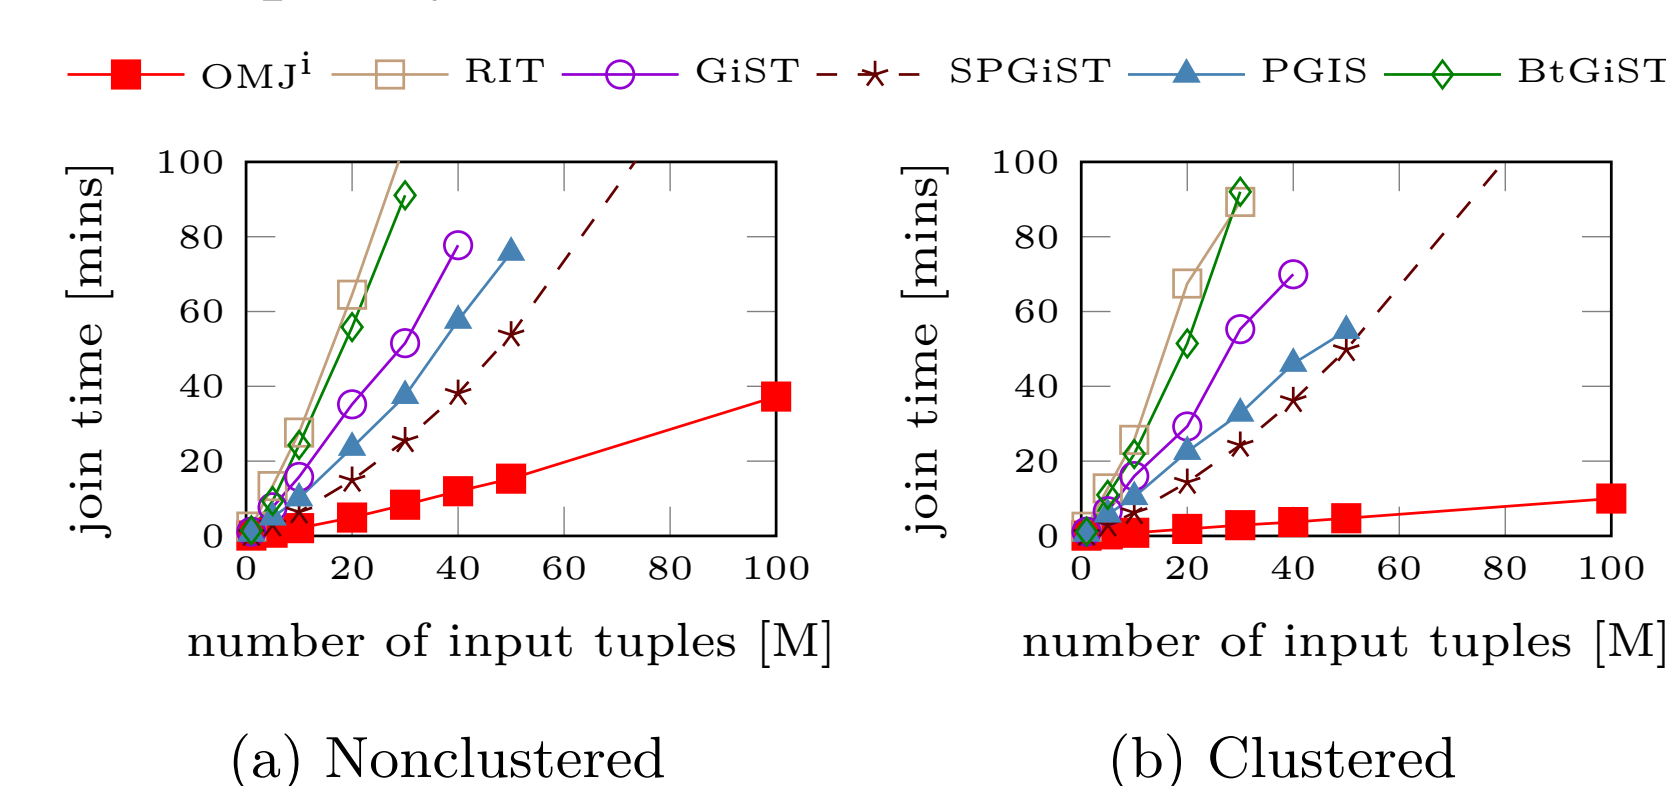 OMJi RIT GiST SPGiST PGIS BtGiST
100 100
80 80
60 60
40 40
20 20
0 0
0 20 40 60 80 100 0 20 40 60 80 100
join time [mins] join time [mins]
number of input tuples [M] number of input tuples [M]
(a) Nonclustered (b) Clustered